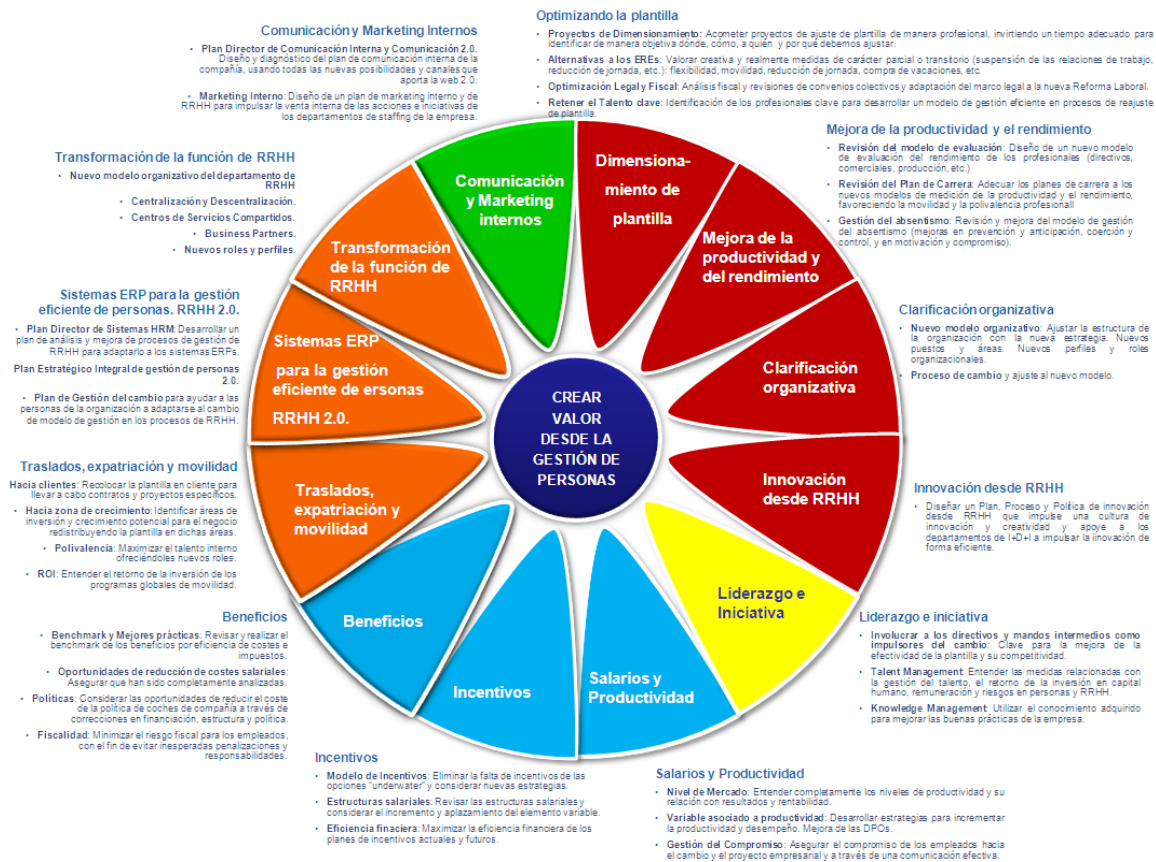 Comunicación y Marketing Internos
• Plan Director de Comunicación Interna y Comunicación 2.0.
Diseño y diagnóstico del plan de comunicación interna de la
compañía, usando todas las nuevas posibilidades y canales que
aporta la web 2.0.
• Marketing Interno: Diseño de un plan de marketing interno y de
RRHH para impulsar la venta interna de las acciones e iniciativas de
los departamentos de staffing de la empresa.
Optimizando la plantilla
• Proyectos de Dimensionamiento: Acometer proyectos de ajuste de plantilla de manera profesional, invirtiendo un tiempo adecuado para
identificar de manera objetiva dónde, cómo, a quién y por qué debemos ajustar.
• Alternativas a los EREs: Valorar creativa y realmente medidas de carácter parcial o transitorio (suspensión de las relaciones de trabajo,
reducción de jornada, etc.): flexibilidad, movilidad, reducción de jornada, compra de vacaciones, etc.
• Optimización Legal y Fiscal: Análisis fiscal y revisiones de convenios colectivos y adaptación del marco legal a la nueva Reforma Laboral.
• Retener el Talento clave: Identificación de los profesionales clave para desarrollar un modelo de gestión eficiente en procesos de reajuste
de plantilla.
Mejora de la productividad y el rendimiento
• Revisión del modelo de evaluación: Diseño de un nuevo modelo
de evaluación del rendimiento de los profesionales (directivos,
comerciales, producción, etc.)
• Revisión del Plan de Carrera: Adecuar los planes de carrera a los
nuevos modelos de medición de la productividad y el rendimiento,
favoreciendo la movilidad y la polivalencia profesionall
• Gestión del absentismo: Revisión y mejora del modelo de gestión
del absentismo (mejoras en prevención y anticipación, coerción y
control, y en motivación y compromiso).
Transformación de la función de RRHH
• Nuevo modelo organizativo del departamento de
RRHH
• Centralización y Descentralización.
• Centros de Servicios Compartidos.
• Business Partners.
• Nuevos roles y perfiles.
Sistemas ERP para la gestión
eficiente de personas. RRHH 2.0.
• Plan Director de Sistemas HRM: Desarrollar un
plan de análisis y mejora de procesos de gestión de
RRHH para adaptarlo a los sistemas ERPs.
Plan Estratégico Integral de gestión de personas
2.0.
• Plan de Gestión del cambio para ayudar a las
personas de la organización a adaptarse al cambio
de modelo de gestión en los procesos de RRHH.
Clarificación organizativa
• Nuevo modelo organizativo: Ajustar la estructura de
la organización con la nueva estrategia. Nuevos
puestos y áreas. Nuevos perfiles y roles
organizacionales.
• Proceso de cambio y ajuste al nuevo modelo.
Traslados, expatriación y movilidad
Hacia clientes: Recolocar la plantilla en cliente para
llevar a cabo contratos y proyectos específicos.
• Hacia zona de crecimiento: Identificar áreas de
inversión y crecimiento potencial para el negocio
redistribuyendo la plantilla en dichas áreas.
• Polivalencia: Maximizar el talento interno
ofreciéndoles nuevos roles.
• ROI: Entender el retorno de la inversión de los
programas globales de movilidad.
Innovación desde RRHH
• Diseñar un Plan, Proceso y Política de innovación
desde RRHH que impulse una cultura de
innovación y creatividad y apoye a los
departamentos de I+D+I a impulsar la iinovación de
forma eficiente.
Beneficios
• Benchmark y Mejores prácticas: Revisar y realizar el
benchmark de los beneficios por eficiencia de costes e
impuestos.
• Oportunidades de reducción de costes salariales:
Asegurar que han sido completamente analizadas.
• Políticas: Considerar las oportunidades de reducir el coste
de la política de coches de compañía a través de
correcciones en financiación, estructura y política.
• Fiscalidad: Minimizar el riesgo fiscal para los empleados,
con el fin de evitar inesperadas penalizaciones y
responsabilidades.
Liderazgo e iniciativa
• Involucrar a los directivos y mandos intermedios como
impulsores del cambio: Clave para la mejora de la
efectividad de la plantilla y su competitividad.
• Talent Management: Entender las medidas relacionadas con
la gestión del talento, el retorno de la inversión en capital
humano, remuneración y riesgos en personas y RRHH.
• Knowledge Management: Utilizar el conocimiento adquirido
para mejorar las buenas prácticas de la empresa.
Incentivos
• Modelo de Incentivos: Eliminar la falta de incentivos de las
opciones "underwater" y considerar nuevas estrategias.
• Estructuras salariales: Revisar las estructuras salariales y
considerar el incremento y aplazamiento del elemento variable.
• Eficiencia finaciera: Maximizar la eficiencia financiera de los
planes de incentivos actuales y futuros.
Salarios y Productividad
• Nivel de Mercado: Entender completamente los niveles de productividad y su
relación con resultados y rentabilidad.
• Variable asociado a productividad: Desarrollar estrategias para incrementar
la productividad y desempeño. Mejora de las DPOs.
• Gestión del Compromiso: Asegurar el compromiso de los empleados hacia
el cambio y el proyecto empresarial y a través de una comunicación efectiva.
Comunicación
y Marketing
internos
Dimensiona-
miento de
plantilla
Mejora de la
productividad y
del rendimiento
Clarificación
organizativa
Innovación
desde RRHH
Liderazgo e
Iniciativa
Salarios y
Productividad
Incentivos
Beneficios
Traslados,
expatriación y
movilidad
Sistemas ERP
para la gestión
eficiente de ersonas
RRHH 2.0.
Transformación
de la función de
RRHH
CREAR
VALOR
DESDE LA
GESTIÓN DE
PERSONAS